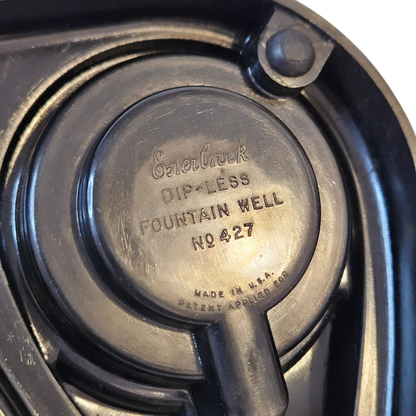 Esterbrook
DIP-LESS
FOUNTAIN WELL
No 427
MADE IN U.S.A.
PATENT APPLIED FOR